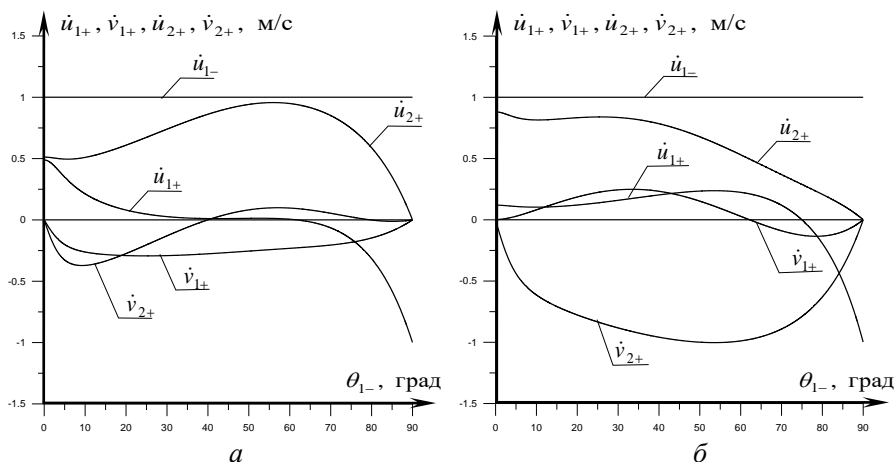 u̇₁₊, v̇₁₊, u̇₂₊, v̇₂₊, м/с
1.5
1
0.5
0
-0.5
-1
-1.5
u̇₁₋
u̇₂₊
u̇₁₊
v̇₂₊
v̇₁₊
θ₁₋, град
0 10 20 30 40 50 60 70 80 90
а
u̇₁₊, v̇₁₊, u̇₂₊, v̇₂₊, м/с
1.5
1
0.5
0
-0.5
-1
-1.5
u̇₁₋
u̇₂₊
u̇₁₊
v̇₁₊
v̇₂₊
θ₁₋, град
0 10 20 30 40 50 60 70 80 90
б